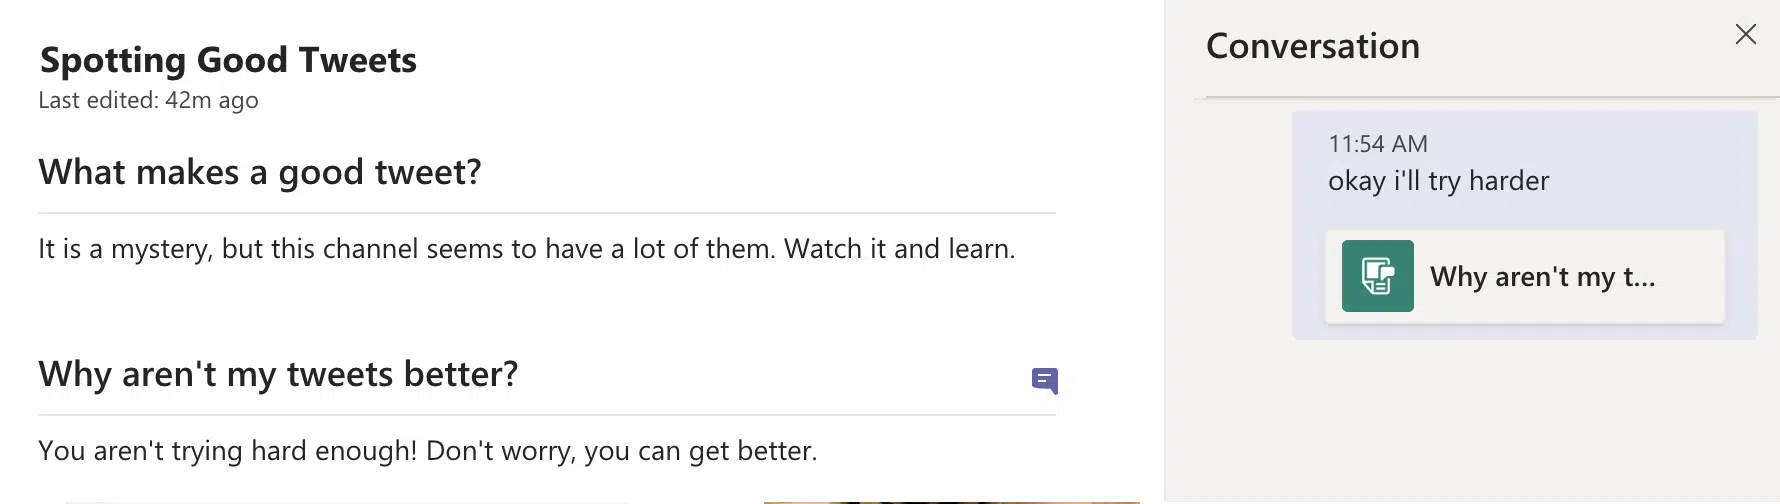 Spotting Good Tweets
Last edited: 42m ago
What makes a good tweet?
It is a mystery, but this channel seems to have a lot of them. Watch it and learn.
Why aren't my tweets better?
You aren't trying hard enough! Don't worry, you can get better.
Conversation
11:54 AM
okay i'll try harder
Why aren't my t...